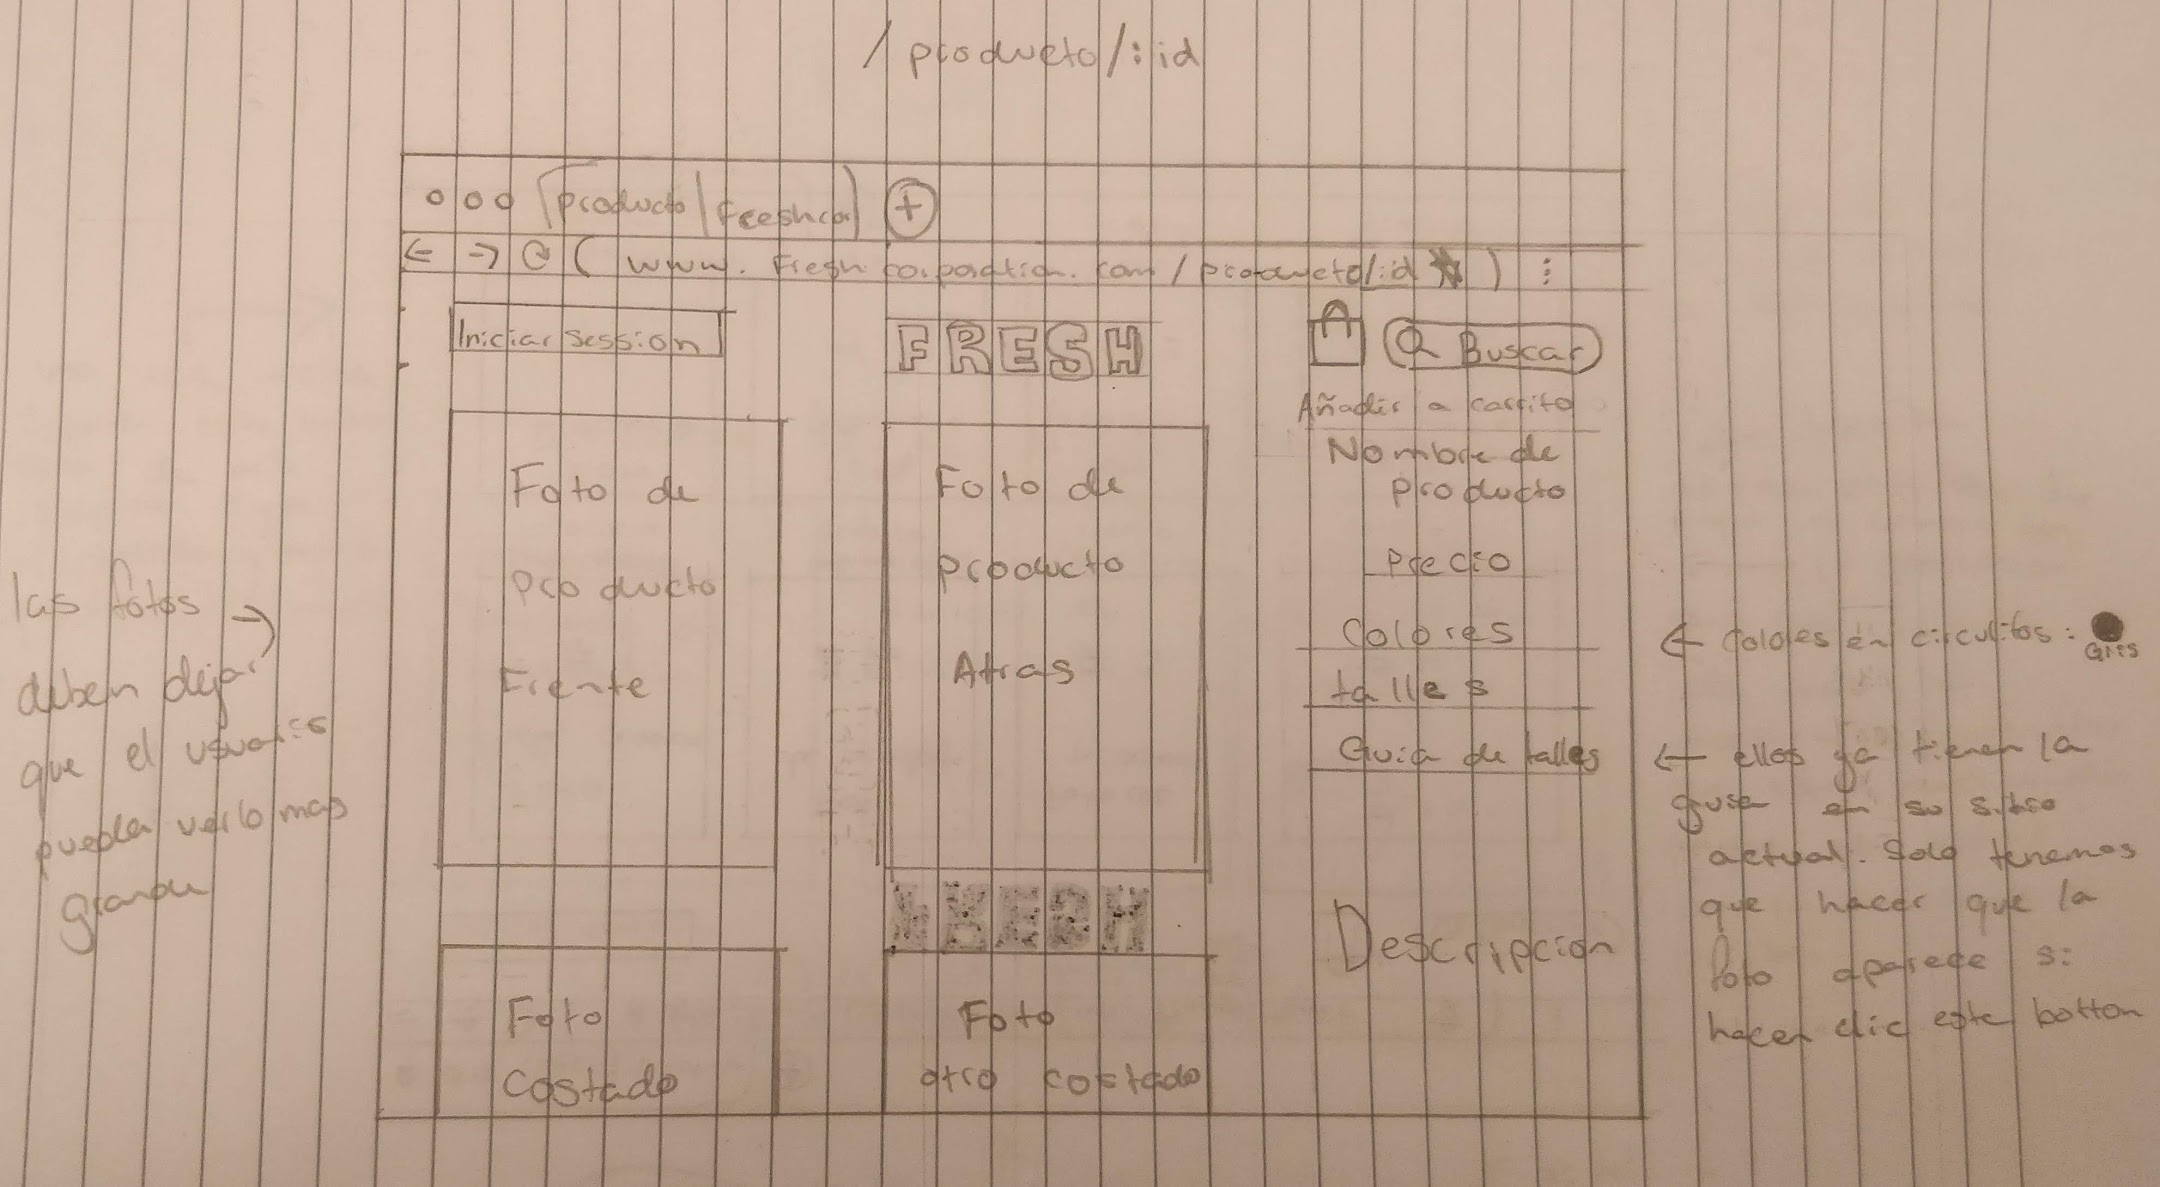 /producto/:id
producto/freshcor +
www.freshcorporation.com/producto/:id
Iniciar Session
FRESH
Buscar
Añadir a carrito
Foto de
producto
Frente
Foto de
producto
Atras
Nombre de
producto
precio
Colores
talles
Guia de talles
Descripcion
FRESH
Foto
costado
Foto
otro costado
las fotos
deben dejar
que el usuario
pueda verlo mas
grande
← colores en circulitos:
Gris
← ellos ya tienen la
guia en su sitio
actual. Solo tenemos
que hacer que la
foto aparece si
hacen clic este botton